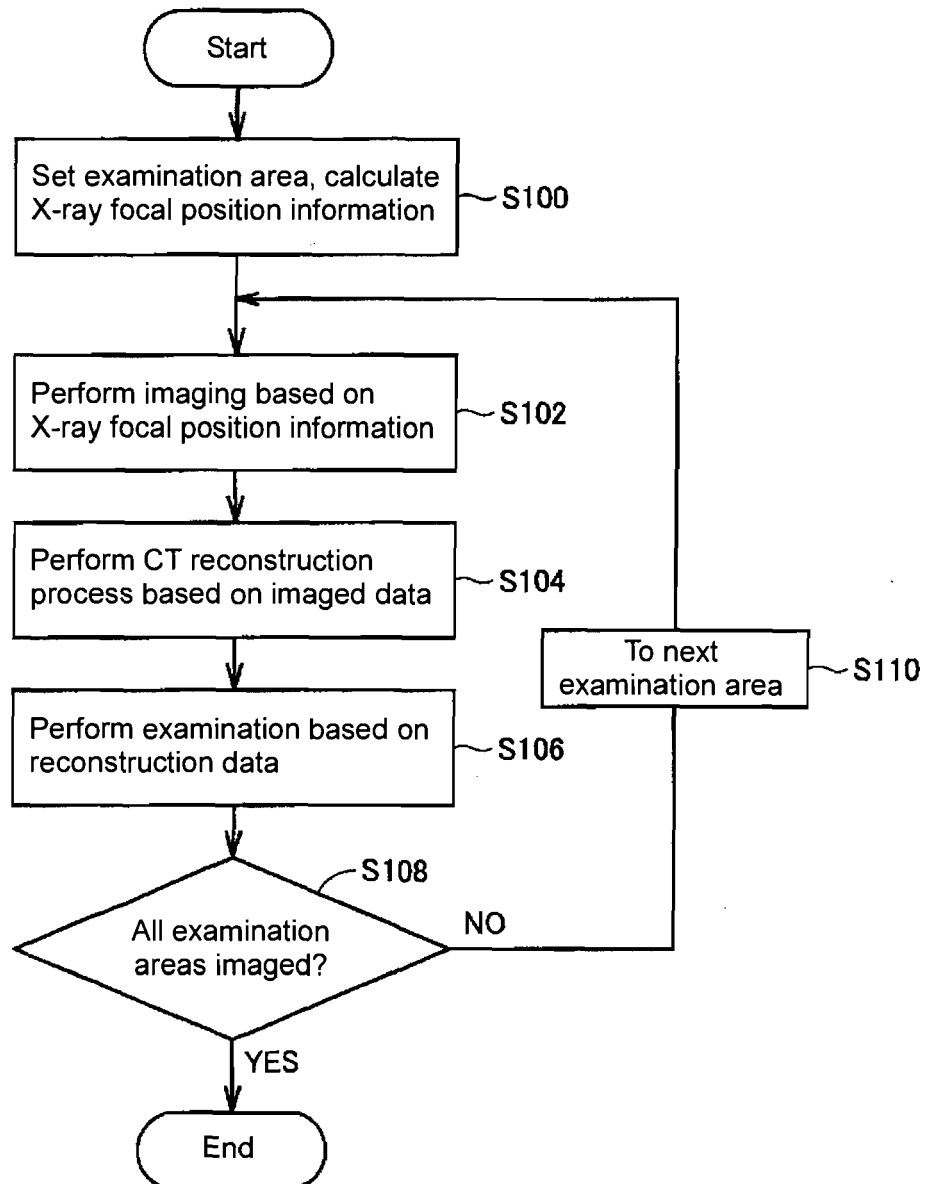 Start
Set examination area, calculate
X-ray focal position information
S100
Perform imaging based on
X-ray focal position information
S102
Perform CT reconstruction
process based on imaged data
S104
To next
examination area
S110
Perform examination based on
reconstruction data
S106
S108
All examination
areas imaged?
NO
YES
End